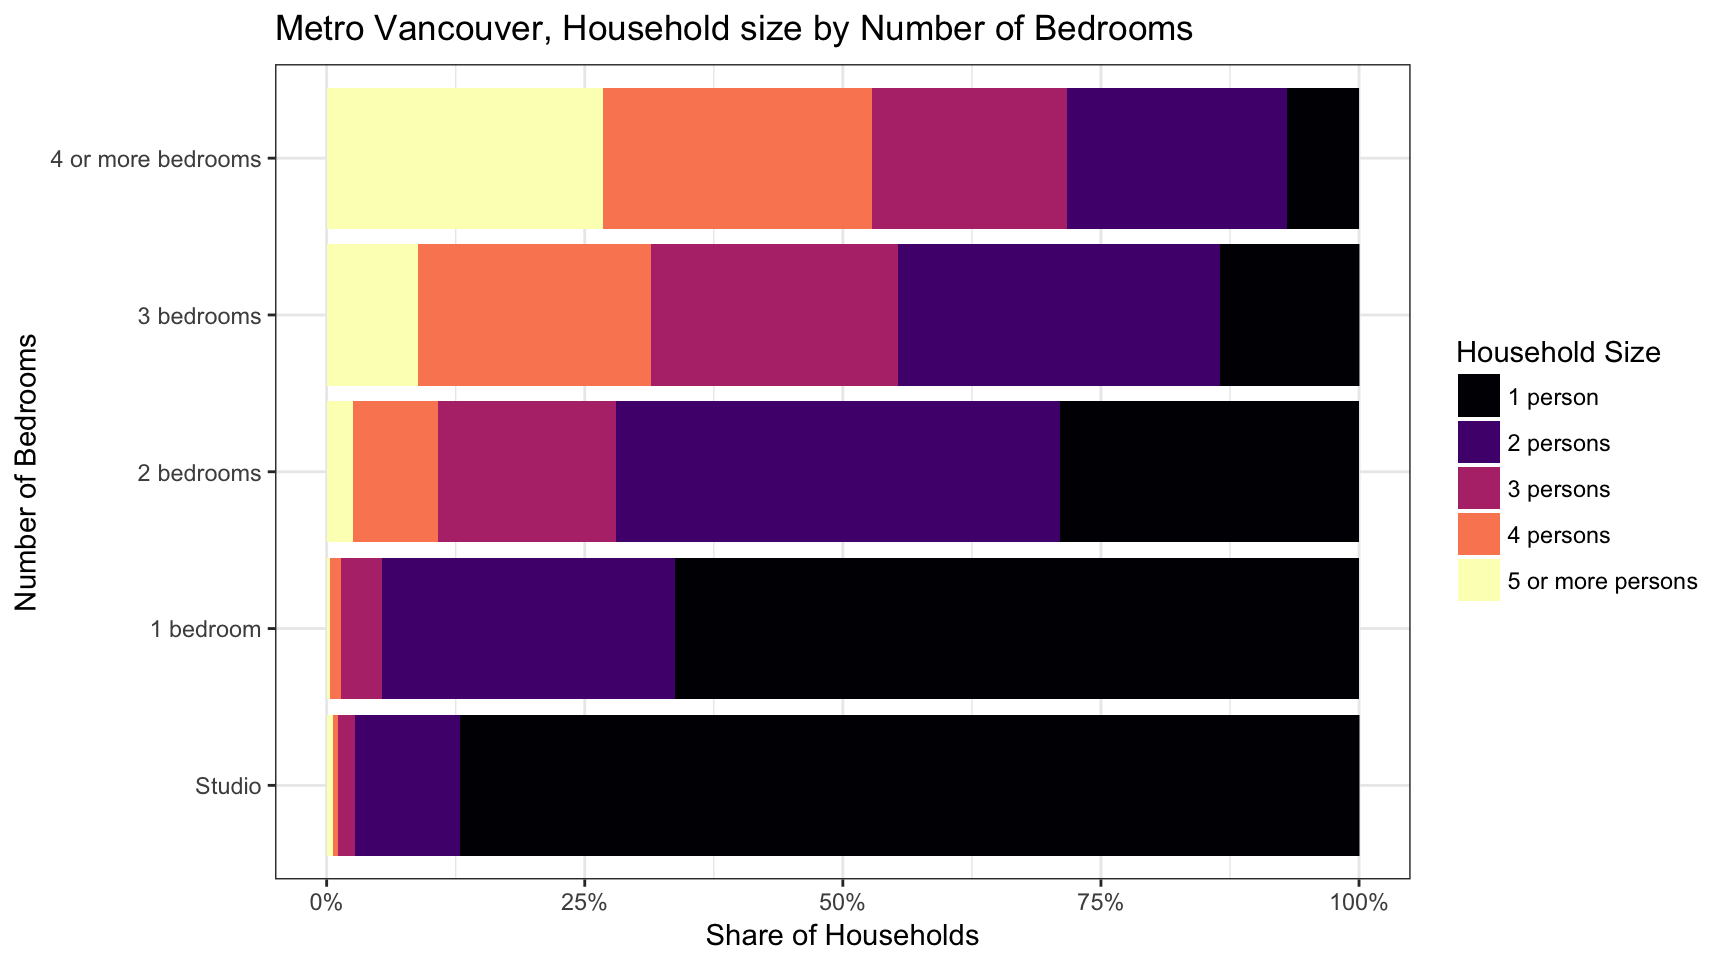 Metro Vancouver, Household size by Number of Bedrooms
Number of Bedrooms
4 or more bedrooms
3 bedrooms
2 bedrooms
1 bedroom
Studio
0%
25%
50%
75%
100%
Share of Households
Household Size
1 person
2 persons
3 persons
4 persons
5 or more persons